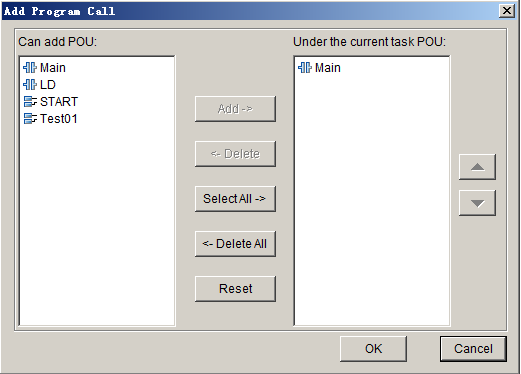 Add Program Call
Can add POU:
Main
LD
START
Test01
Add ->
<- Delete
Select All ->
<- Delete All
Reset
Under the current task POU:
Main
OK
Cancel